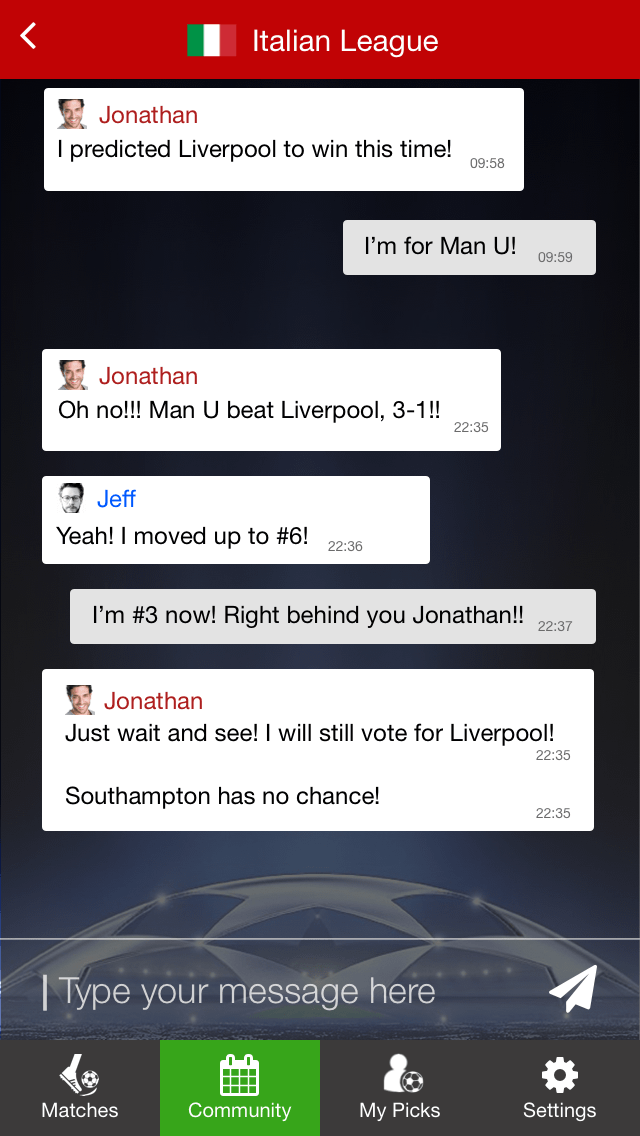 Italian League
Jonathan
I predicted Liverpool to win this time!
09:58
I’m for Man U!
09:59
Jonathan
Oh no!!! Man U beat Liverpool, 3-1!!
22:35
Jeff
Yeah! I moved up to #6!
22:36
I’m #3 now! Right behind you Jonathan!!
22:37
Jonathan
Just wait and see! I will still vote for Liverpool!
22:35
Southampton has no chance!
22:35
Type your message here
Matches
Community
My Picks
Settings